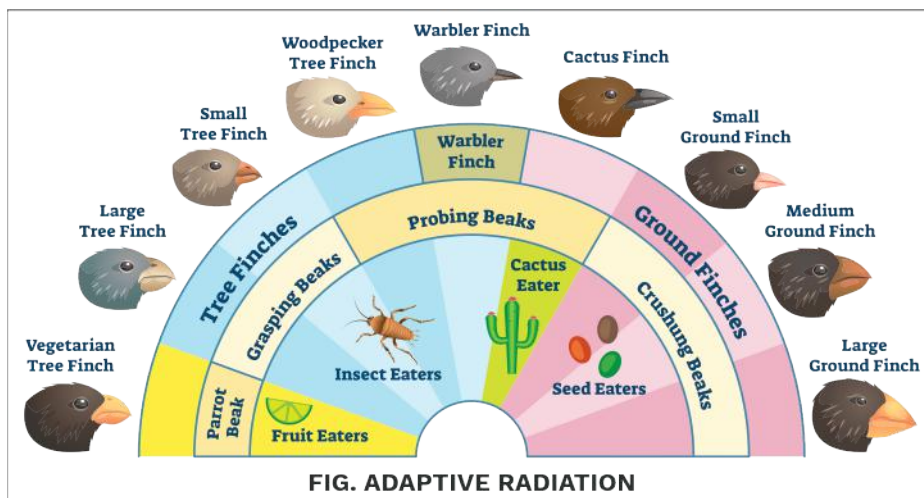 Warbler Finch
Woodpecker
Tree Finch
Cactus Finch
Small
Tree Finch
Small
Ground Finch
Large
Tree Finch
Medium
Ground Finch
Vegetarian
Tree Finch
Large
Ground Finch
Warbler
Finch
Tree Finches
Ground Finches
Probing Beaks
Grasping Beaks
Crushung Beaks
Parrot
Beak
Cactus
Eater
Insect Eaters
Seed Eaters
Fruit Eaters
FIG. ADAPTIVE RADIATION